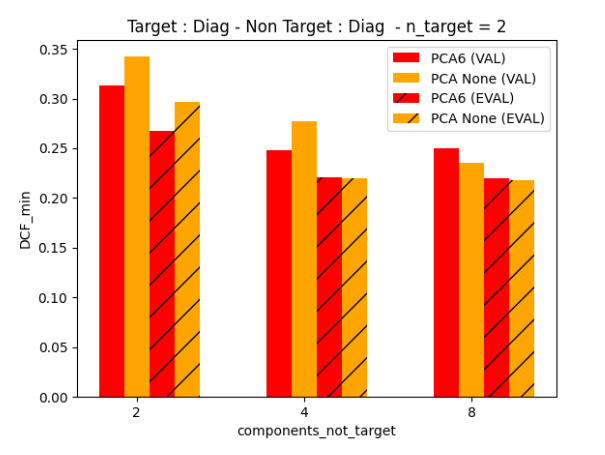 Target : Diag - Non Target : Diag  - n_target = 2
PCA6 (VAL)
PCA None (VAL)
PCA6 (EVAL)
PCA None (EVAL)
DCF_min
0.35
0.30
0.25
0.20
0.15
0.10
0.05
0.00
2 4 8
components_not_target